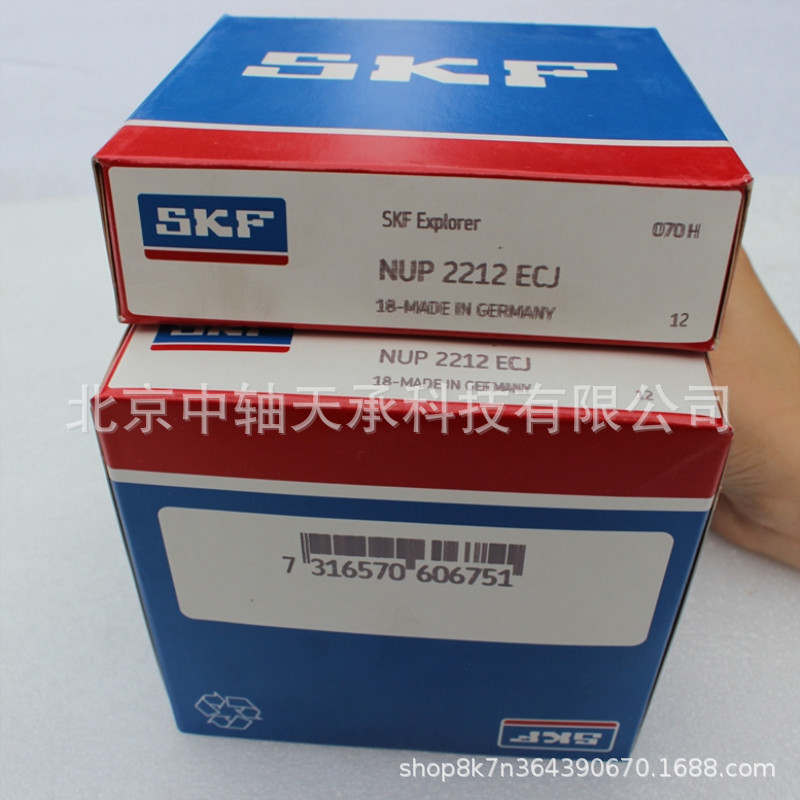 SKF
SKF
SKF Explorer
070 H
NUP 2212 ECJ
18-MADE IN GERMANY
12
SKF
NUP 2212 ECJ
18-MADE IN GERMANY
12
北京中轴天承科技有限公司
7 316570 606751
SKF
shop8k7n364390670.1688.com